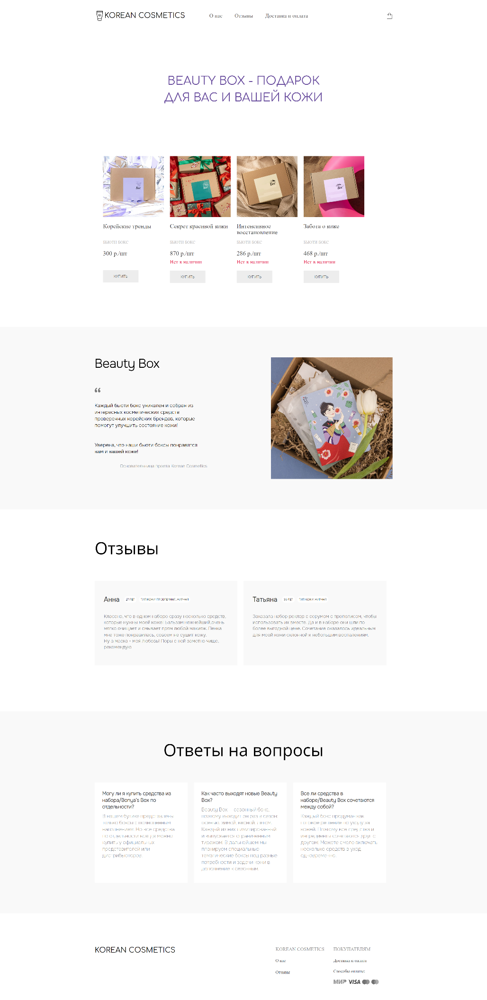 KOREAN COSMETICS
О нас
Отзывы
Доставка и оплата
BEAUTY BOX - ПОДАРОК
ДЛЯ ВАС И ВАШЕЙ КОЖИ
Box!
Box!
Box!
Box!
Корейские тренды
БЬЮТИ БОКС
300 р./шт
КУПИТЬ
Секрет красивой кожи
БЬЮТИ БОКС
870 р./шт
Нет в наличии
КУПИТЬ
Интенсивное
восстановление
БЬЮТИ БОКС
286 р./шт
Нет в наличии
КУПИТЬ
Забота о коже
БЬЮТИ БОКС
468 р./шт
Нет в наличии
КУПИТЬ
Beauty Box
“
Каждый бьюти бокс уникален и собран из
интересных косметических средств
проверенных корейских брендов, которые
помогут улучшить состояние кожи!
Уверена, что наши бьюти боксы понравятся
вам и вашей коже!
Основательница проета Korean Cosmetics
Отзывы
Анна
27 ЛЕТ
ТИП КОЖИ: ПРОБЛЕМНАЯ, ЖИРНАЯ
Классно, что в одном наборе сразу несколько средств,
которые нужны моей коже! Бальзам нежнейший,очень
мягко очищает и смывает прям любой макияж. Пенка
мне тоже понравилась, совсем не сушит кожу.
Ну а маска - моя любовь! Поры с ней заметно чище,
рекомендую
Татьяна
36 ЛЕТ
ТИП КОЖИ: ЖИРНАЯ
Заказала набор реклар с серумом с прополисом, чтобы
использовать их вместе. Да и в наборе они шли по
более выгодной цене. Сочетание оказалось идеальным
для моей кожи склонной к небольшим воспалениям.
Ответы на вопросы
Могу ли я купить средства из
набора/Bonya's Box по
отдельности?
В нашем бутике представлены
только боксы с полноценным
наполнением. Но все средства
по отдельности всегда можно
купить у официальных
представителей или
дистрибьюторов.
Как часто выходят новые Beauty
Box?
Beauty Box — сезонный бокс,
поэтому выходит он раз в сезон:
осенью, зимой, весной, летом.
Каждый из них лимитированный
и выпускается ограниченным
тиражом! В дальнейшем мы
планируем специальные
тематические боксы под разные
потребности и задачи кожи в
дополнение к сезонным.
Все ли средства в
наборе/Beauty Box сочетаются
между собой?
Каждый бокс продуман как
готовое решение по уходу за
кожей. Поэтому все средства и
ингредиенты сочетаются друг с
другом! Можете смело включать
несколько средств в уход
одновременно.
KOREAN COSMETICS
KOREAN COSMETICS
О нас
Отзывы
ПОКУПАТЕЛЯМ
Доставка и оплата
Способы оплаты:
МИР VISA